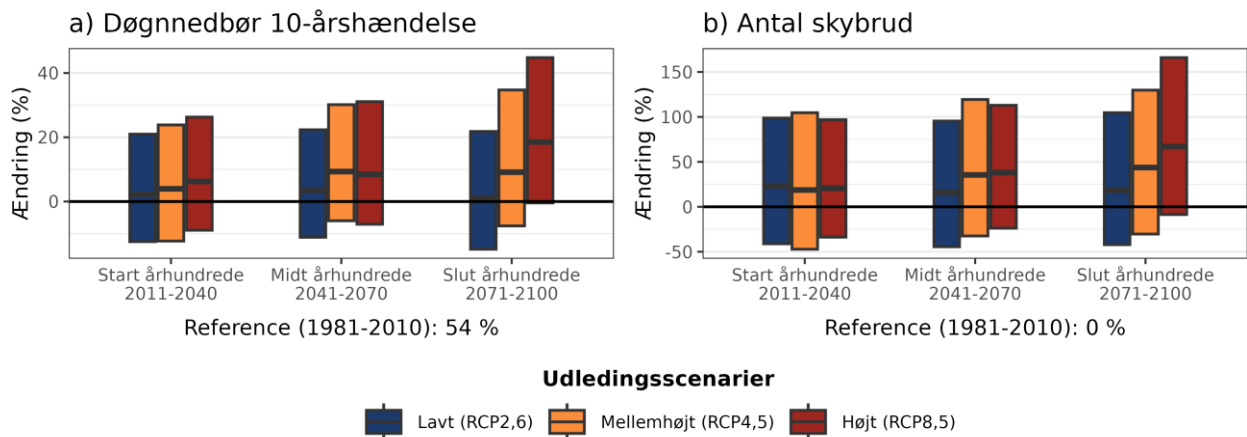 a) Døgnnedbør 10-årshændelse
Ændring (%)
40
20
0
Start århundrede
2011-2040
Midt århundrede
2041-2070
Slut århundrede
2071-2100
Reference (1981-2010): 54 %
b) Antal skybrud
Ændring (%)
150
100
50
0
-50
Start århundrede
2011-2040
Midt århundrede
2041-2070
Slut århundrede
2071-2100
Reference (1981-2010): 0 %
Udledingsscenarier
Lavt (RCP2,6)
Mellemhøjt (RCP4,5)
Højt (RCP8,5)